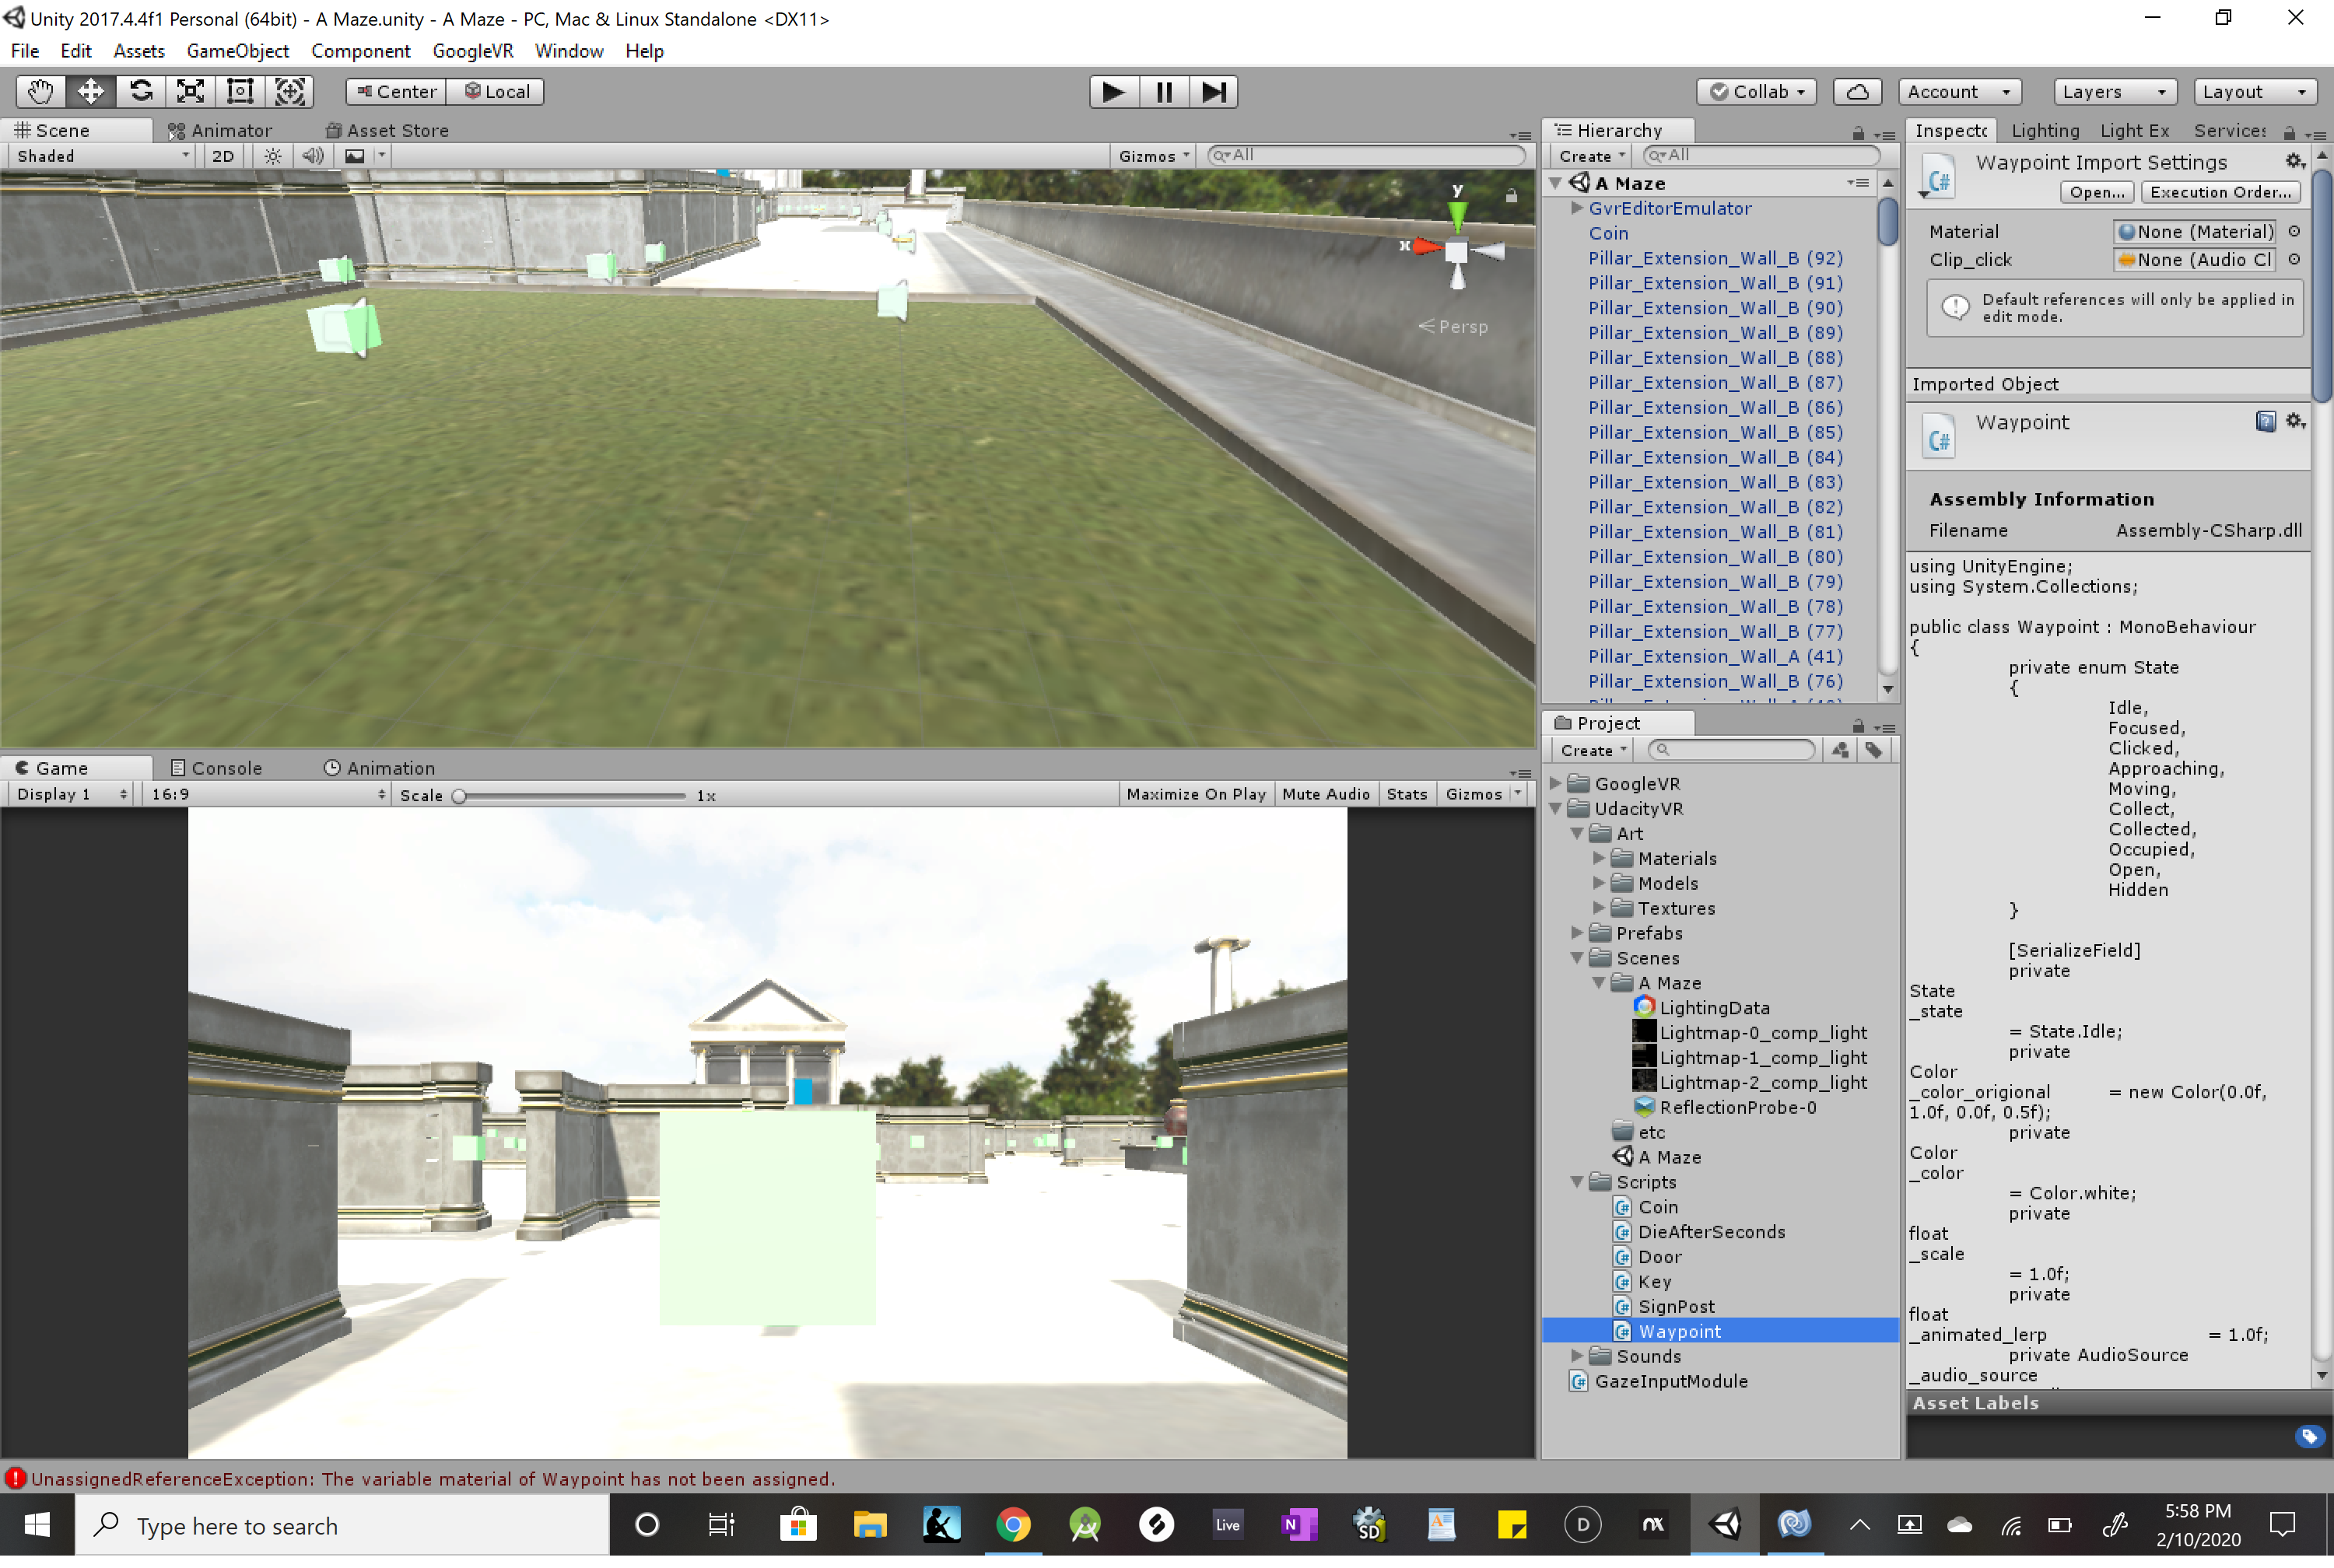 Unity 2017.4.4f1 Personal (64bit) - A Maze.unity - A Maze - PC, Mac & Linux Standalone <DX11>
File Edit Assets GameObject Component GoogleVR Window Help
Center Local Collab Account Layers Layout
Scene Animator Asset Store
Shaded 2D Gizmos All
y
x
Persp
Game Console Animation
Display 1 16:9 Scale 1x Maximize On Play Mute Audio Stats Gizmos
Hierarchy
Create All
A Maze
GvrEditorEmulator
Coin
Pillar_Extension_Wall_B (92)
Pillar_Extension_Wall_B (91)
Pillar_Extension_Wall_B (90)
Pillar_Extension_Wall_B (89)
Pillar_Extension_Wall_B (88)
Pillar_Extension_Wall_B (87)
Pillar_Extension_Wall_B (86)
Pillar_Extension_Wall_B (85)
Pillar_Extension_Wall_B (84)
Pillar_Extension_Wall_B (83)
Pillar_Extension_Wall_B (82)
Pillar_Extension_Wall_B (81)
Pillar_Extension_Wall_B (80)
Pillar_Extension_Wall_B (79)
Pillar_Extension_Wall_B (78)
Pillar_Extension_Wall_B (77)
Pillar_Extension_Wall_A (41)
Pillar_Extension_Wall_B (76)
Project
Create
GoogleVR
UdacityVR
Art
Materials
Models
Textures
Prefabs
Scenes
A Maze
LightingData
Lightmap-0_comp_light
Lightmap-1_comp_light
Lightmap-2_comp_light
ReflectionProbe-0
etc
A Maze
Scripts
Coin
DieAfterSeconds
Door
Key
SignPost
Waypoint
Sounds
GazeInputModule
Inspectc Lighting Light Ex Services
Waypoint Import Settings
Open... Execution Order...
Material None (Material)
Clip_click None (Audio Cl
Default references will only be applied in
edit mode.
Imported Object
Waypoint
Assembly Information
Filename Assembly-CSharp.dll
using UnityEngine;
using System.Collections;
public class Waypoint : MonoBehaviour
{
private enum State
{
Idle,
Focused,
Clicked,
Approaching,
Moving,
Collect,
Collected,
Occupied,
Open,
Hidden
}
[SerializeField]
private
State
_state
= State.Idle;
private
Color
_color_origional = new Color(0.0f,
1.0f, 0.0f, 0.5f);
private
Color
_color
= Color.white;
private
float
_scale
= 1.0f;
private
float
_animated_lerp = 1.0f;
private AudioSource
_audio_source
Asset Labels
UnassignedReferenceException: The variable material of Waypoint has not been assigned.
Type here to search
Live
N
SD
D
5:58 PM
2/10/2020